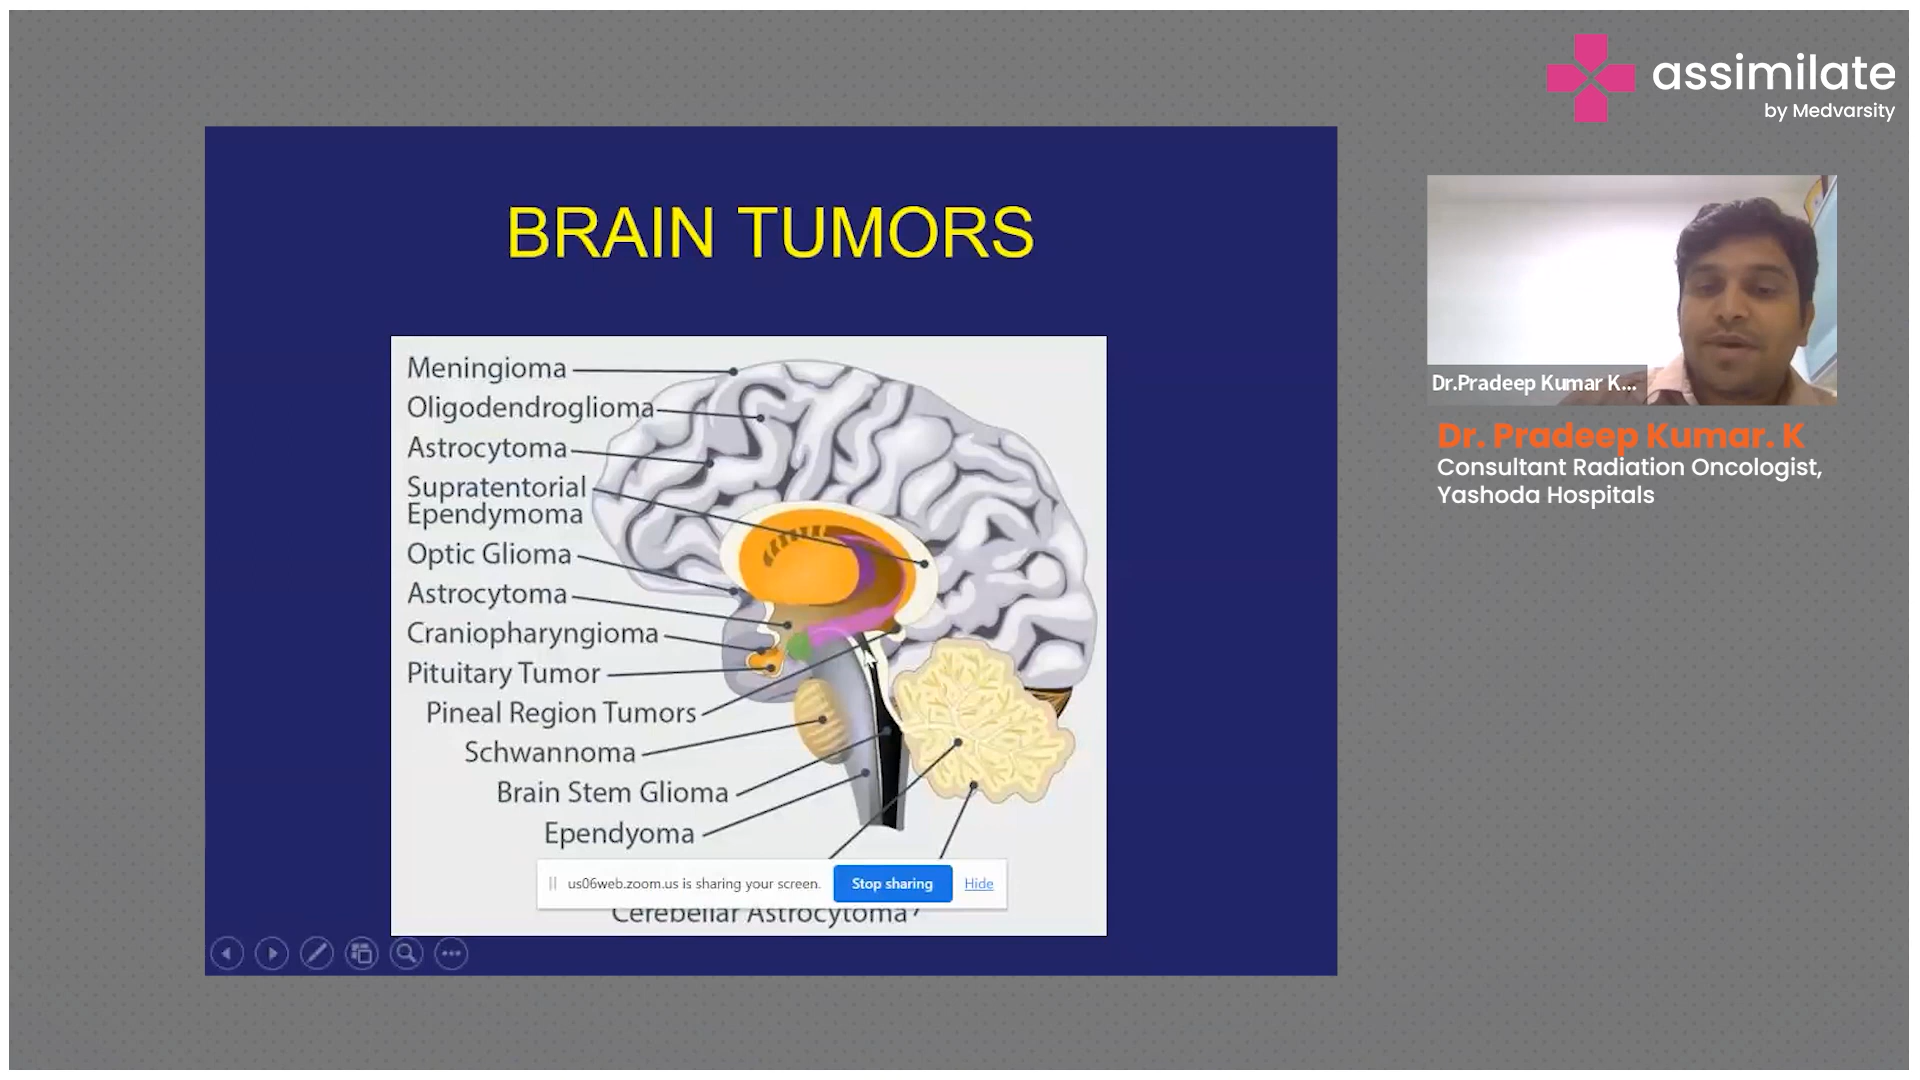 assimilate
by Medvarsity
BRAIN TUMORS
Meningioma
Oligodendroglioma
Astrocytoma
Supratentorial
Ependymoma
Optic Glioma
Astrocytoma
Craniopharyngioma
Pituitary Tumor
Pineal Region Tumors
Schwannoma
Brain Stem Glioma
Ependyoma
us06web.zoom.us is sharing your screen.
Stop sharing
Hide
Cerebellar Astrocytoma
Dr.Pradeep Kumar K...
Dr. Pradeep Kumar. K
Consultant Radiation Oncologist,
Yashoda Hospitals